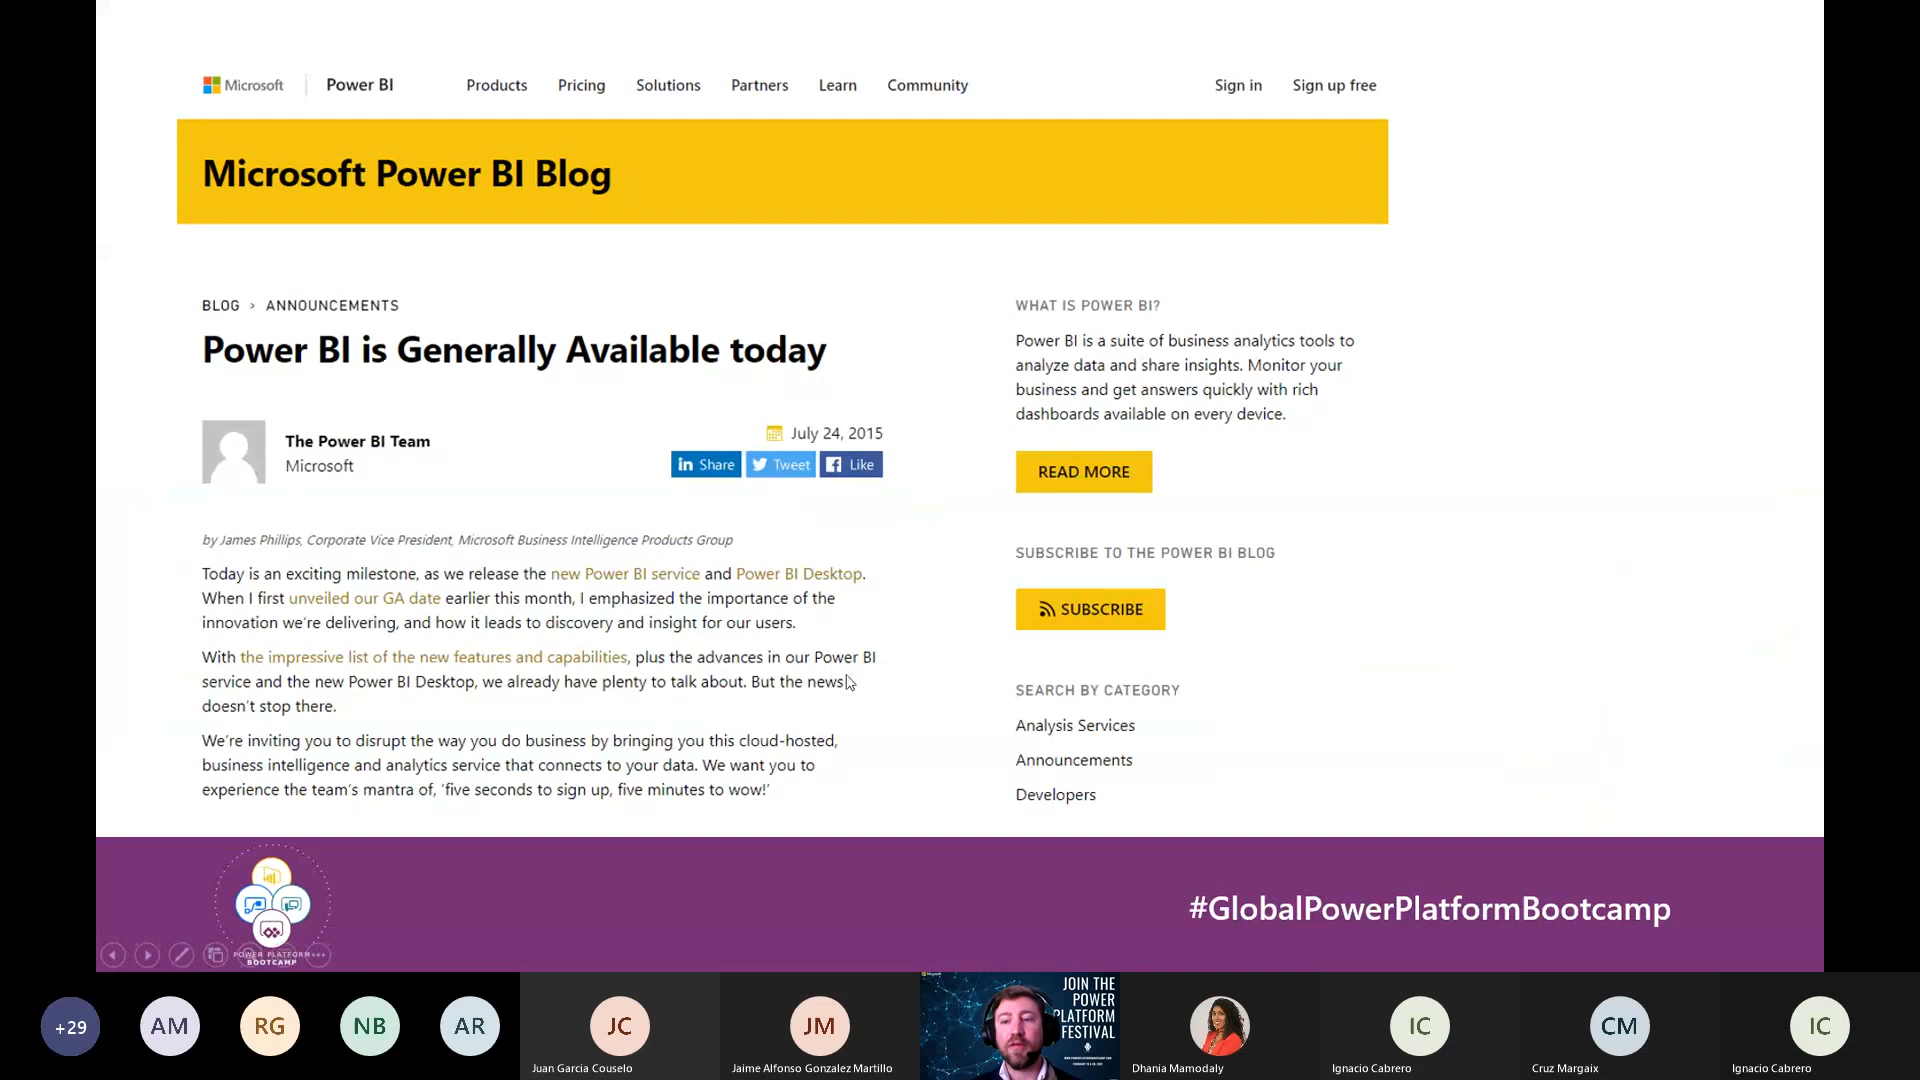 Microsoft
Power BI
Products
Pricing
Solutions
Partners
Learn
Community
Sign in
Sign up free
Microsoft Power BI Blog
BLOG > ANNOUNCEMENTS
Power BI is Generally Available today
The Power BI Team
Microsoft
July 24, 2015
Share
Tweet
Like
by James Phillips, Corporate Vice President, Microsoft Business Intelligence Products Group
Today is an exciting milestone, as we release the new Power BI service and Power BI Desktop.
When I first unveiled our GA date earlier this month, I emphasized the importance of the
innovation we're delivering, and how it leads to discovery and insight for our users.
With the impressive list of the new features and capabilities, plus the advances in our Power BI
service and the new Power BI Desktop, we already have plenty to talk about. But the news
doesn't stop there.
We're inviting you to disrupt the way you do business by bringing you this cloud-hosted,
business intelligence and analytics service that connects to your data. We want you to
experience the team's mantra of, 'five seconds to sign up, five minutes to wow!'
WHAT IS POWER BI?
Power BI is a suite of business analytics tools to
analyze data and share insights. Monitor your
business and get answers quickly with rich
dashboards available on every device.
READ MORE
SUBSCRIBE TO THE POWER BI BLOG
SUBSCRIBE
SEARCH BY CATEGORY
Analysis Services
Announcements
Developers
POWER PLATFORM
BOOTCAMP
#GlobalPowerPlatformBootcamp
+29
AM
RG
NB
AR
JC
Juan Garcia Couselo
JM
Jaime Alfonso Gonzalez Martillo
JOIN THE
POWER
PLATFORM
FESTIVAL
Dhania Mamodaly
IC
Ignacio Cabrero
CM
Cruz Margaix
IC
Ignacio Cabrero